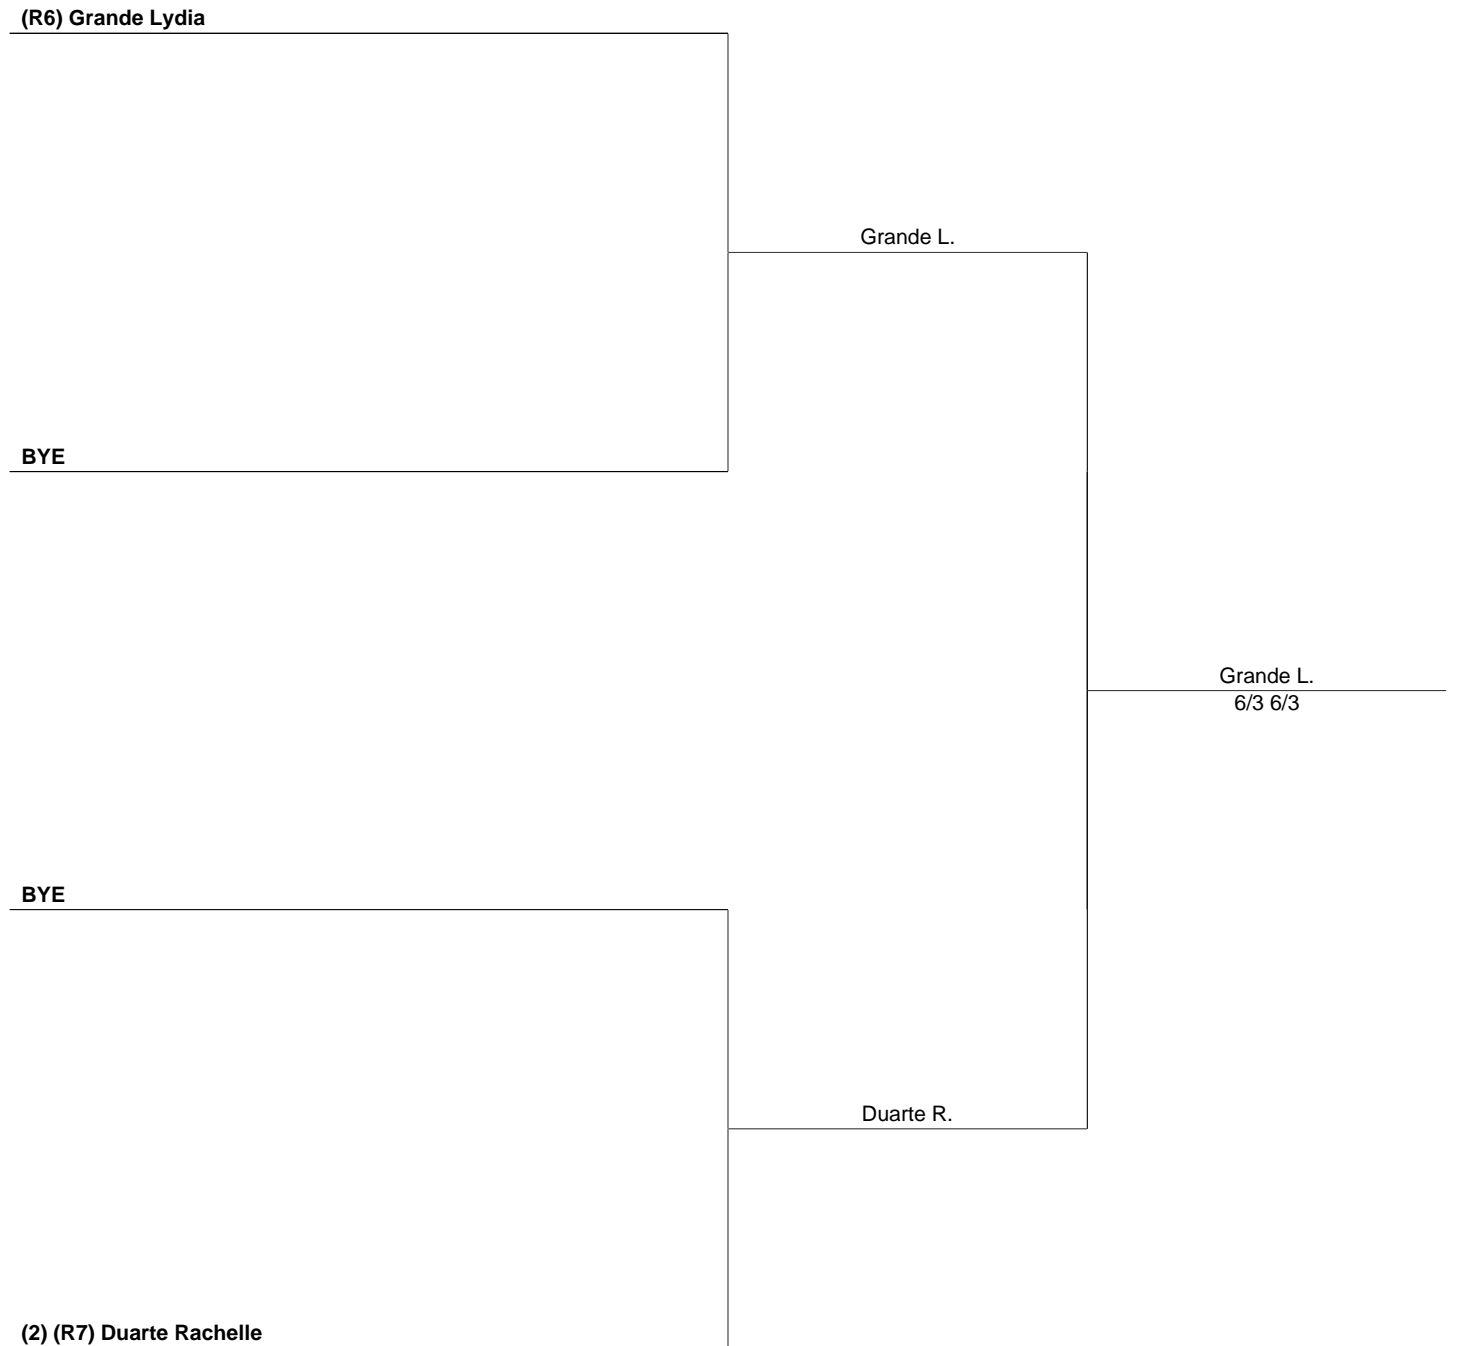 (R6) Grande Lydia
Grande L.
BYE
Grande L.
6/3 6/3
BYE
Duarte R.
(2) (R7) Duarte Rachelle